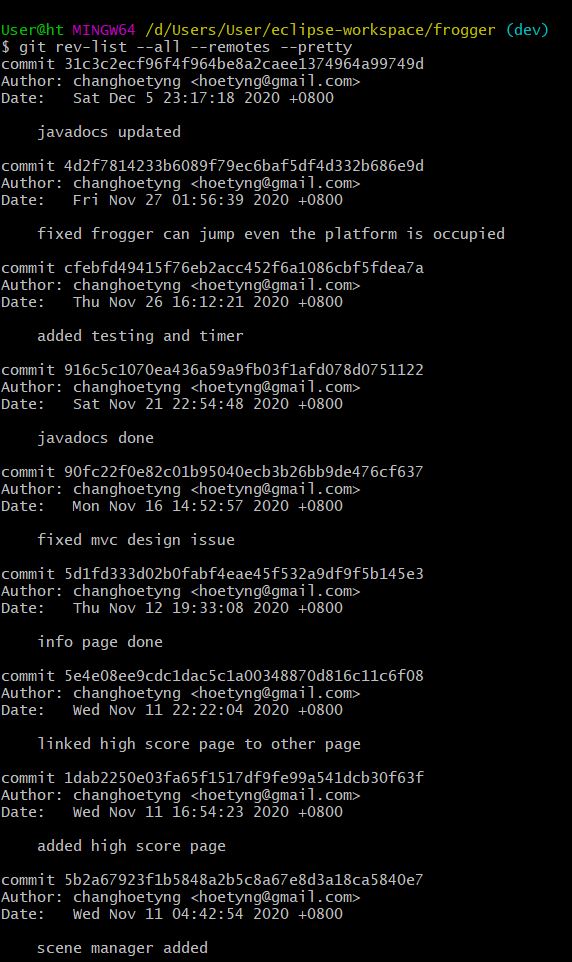 User@ht MINGW64 /d/Users/User/eclipse-workspace/frogger (dev)
$ git rev-list --all --remotes --pretty
commit 31c3c2ecf96f4f964be8a2caee1374964a99749d
Author: changhoetyng <hoetyng@gmail.com>
Date:   Sat Dec 5 23:17:18 2020 +0800

    javadocs updated

commit 4d2f7814233b6089f79ec6baf5df4d332b686e9d
Author: changhoetyng <hoetyng@gmail.com>
Date:   Fri Nov 27 01:56:39 2020 +0800

    fixed frogger can jump even the platform is occupied

commit cfebfd49415f76eb2acc452f6a1086cbf5fdea7a
Author: changhoetyng <hoetyng@gmail.com>
Date:   Thu Nov 26 16:12:21 2020 +0800

    added testing and timer

commit 916c5c1070ea436a59a9fb03f1afd078d0751122
Author: changhoetyng <hoetyng@gmail.com>
Date:   Sat Nov 21 22:54:48 2020 +0800

    javadocs done

commit 90fc22f0e82c01b95040ecb3b26bb9de476cf637
Author: changhoetyng <hoetyng@gmail.com>
Date:   Mon Nov 16 14:52:57 2020 +0800

    fixed mvc design issue

commit 5d1fd333d02b0fabf4eae45f532a9df9f5b145e3
Author: changhoetyng <hoetyng@gmail.com>
Date:   Thu Nov 12 19:33:08 2020 +0800

    info page done

commit 5e4e08ee9cdc1dac5c1a00348870d816c11c6f08
Author: changhoetyng <hoetyng@gmail.com>
Date:   Wed Nov 11 22:22:04 2020 +0800

    linked high score page to other page

commit 1dab2250e03fa65f1517df9fe99a541dcb30f63f
Author: changhoetyng <hoetyng@gmail.com>
Date:   Wed Nov 11 16:54:23 2020 +0800

    added high score page

commit 5b2a67923f1b5848a2b5c8a67e8d3a18ca5840e7
Author: changhoetyng <hoetyng@gmail.com>
Date:   Wed Nov 11 04:42:54 2020 +0800

    scene manager added